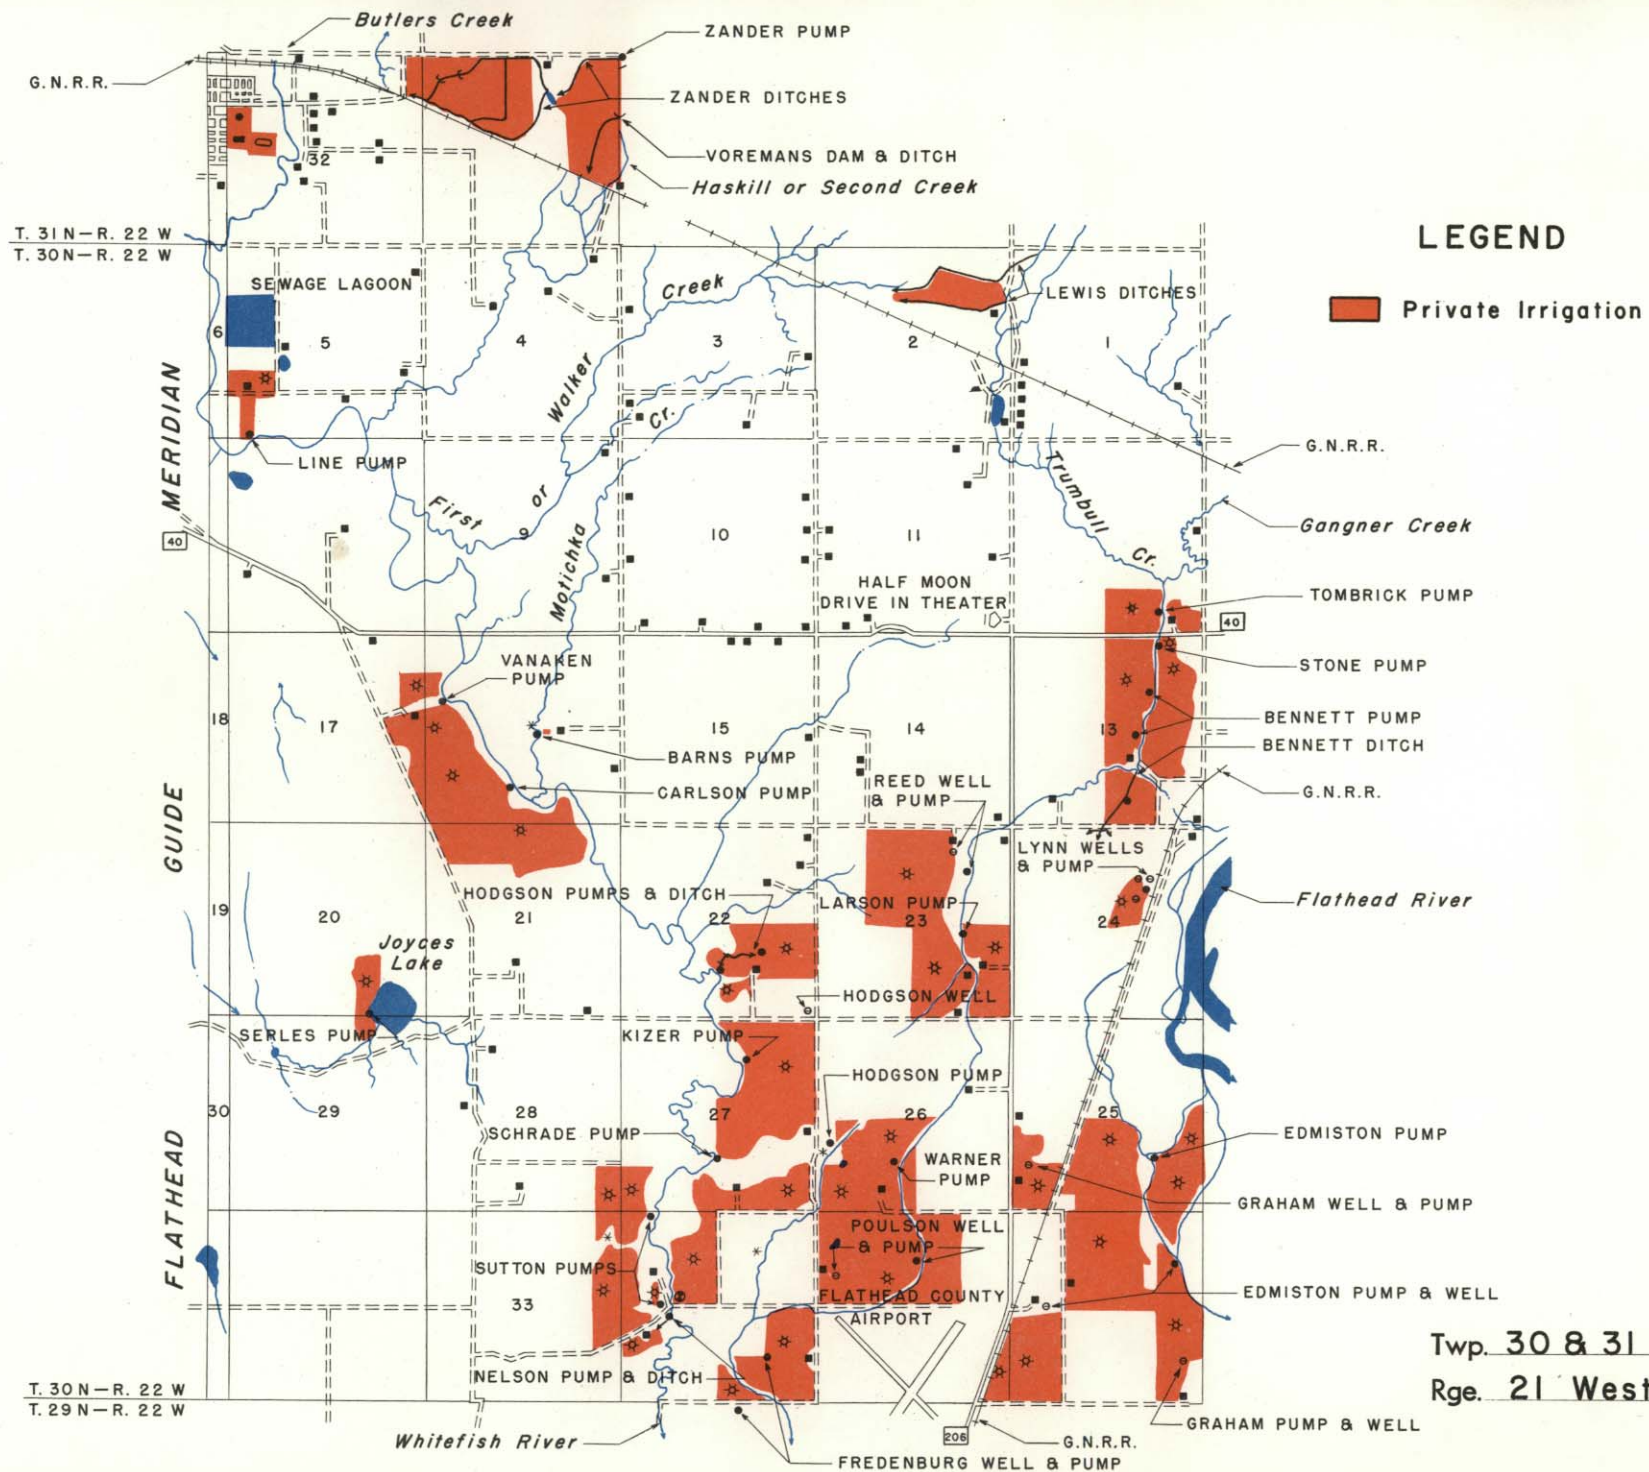 Butlers Creek
ZANDER PUMP
G.N.R.R.
ZANDER DITCHES
VOREMANS DAM & DITCH
32
Haskill or Second Creek
T. 31 N – R. 22 W
T. 30 N – R. 22 W
LEGEND
Private Irrigation
SEWAGE LAGOON
Creek
LEWIS DITCHES
6
5
4
3
2
1
Walker
Cr.
MERIDIAN
LINE PUMP
G.N.R.R.
First
or
Trumbull
Cr.
Gangner Creek
40
9
10
11
Motichka
HALF MOON
DRIVE IN THEATER
TOMBRICK PUMP
40
VANAKEN
PUMP
STONE PUMP
18
17
15
14
13
BENNETT PUMP
BENNETT DITCH
BARNS PUMP
CARLSON PUMP
REED WELL
& PUMP
G.N.R.R.
GUIDE
LYNN WELLS
& PUMP
HODGSON PUMPS & DITCH
LARSON PUMP
Flathead River
19
20
21
22
23
24
Joyces
Lake
HODGSON WELL
SERLES PUMP
KIZER PUMP
HODGSON PUMP
30
29
28
27
26
25
SCHRADE PUMP
EDMISTON PUMP
WARNER
PUMP
GRAHAM WELL & PUMP
FLATHEAD
POULSON WELL
& PUMP
SUTTON PUMPS
33
FLATHEAD COUNTY
AIRPORT
EDMISTON PUMP & WELL
Twp. 30 & 31
Rge. 21 West
NELSON PUMP & DITCH
T. 30 N – R. 22 W
T. 29 N – R. 22 W
GRAHAM PUMP & WELL
Whitefish River
206
G.N.R.R.
FREDENBURG WELL & PUMP